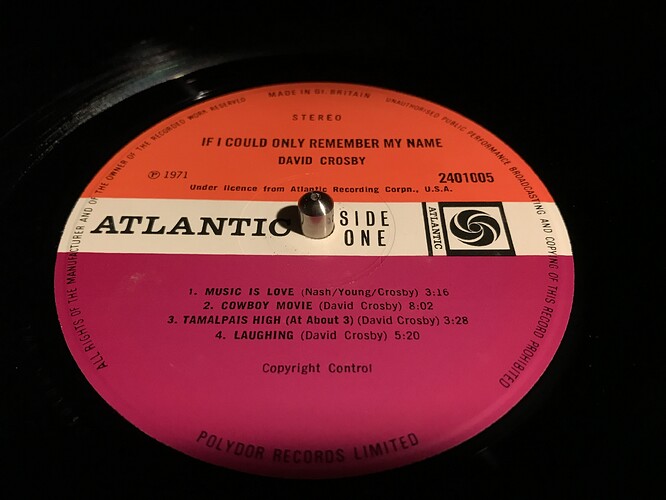 MADE IN GT. BRITAIN
ALL RIGHTS OF THE MANUFACTURER AND OF THE OWNER OF THE RECORDED WORK RESERVED
UNAUTHORISED PUBLIC PERFORMANCE BROADCASTING AND COPYING OF THIS RECORD PROHIBITED
STEREO
IF I COULD ONLY REMEMBER MY NAME
DAVID CROSBY
℗ 1971
2401005
Under licence from Atlantic Recording Corpn., U.S.A.
ATLANTIC
SIDE
ONE
ATLANTIC
1. MUSIC IS LOVE (Nash/Young/Crosby) 3:16
2. COWBOY MOVIE (David Crosby) 8:02
3. TAMALPAIS HIGH (At About 3) (David Crosby) 3:28
4. LAUGHING (David Crosby) 5:20
Copyright Control
POLYDOR RECORDS LIMITED